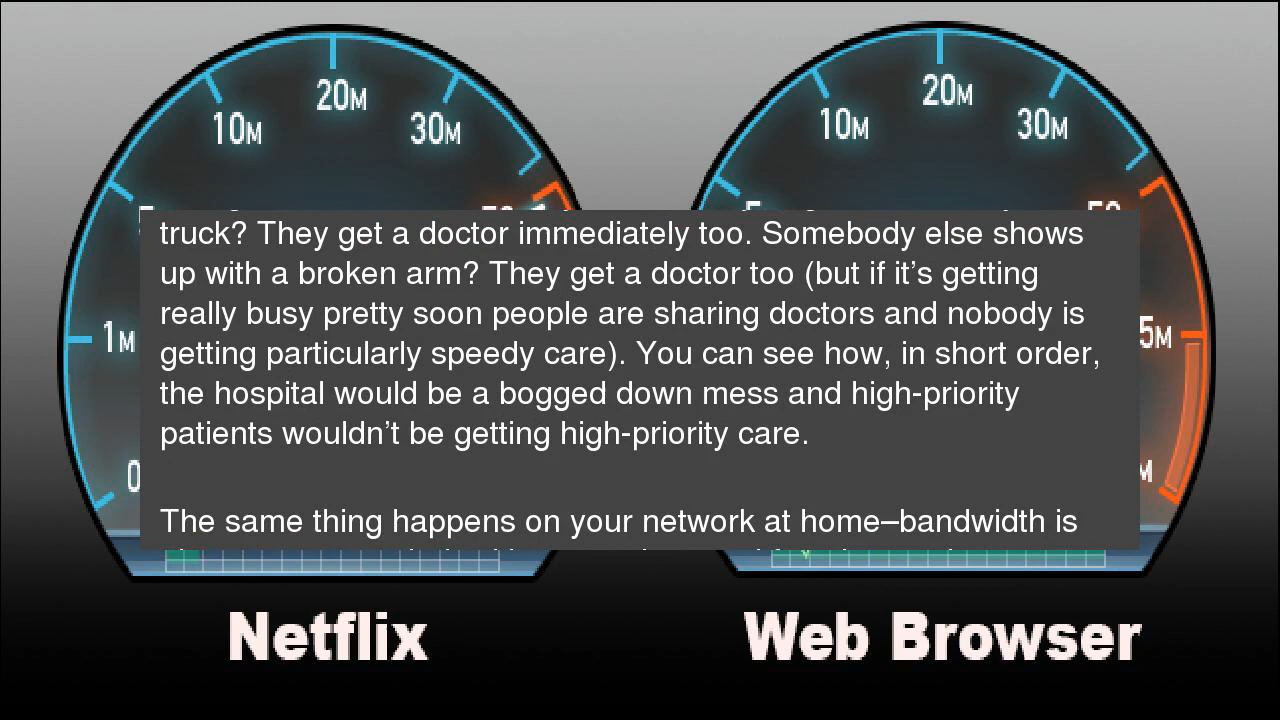 20M
20M
10M
30M
10M
30M
truck? They get a doctor immediately too. Somebody else shows
up with a broken arm? They get a doctor too (but if it’s getting
really busy pretty soon people are sharing doctors and nobody is
getting particularly speedy care). You can see how, in short order,
the hospital would be a bogged down mess and high-priority
patients wouldn’t be getting high-priority care.
The same thing happens on your network at home–bandwidth is
1M
5M
0
M
Netflix
Web Browser